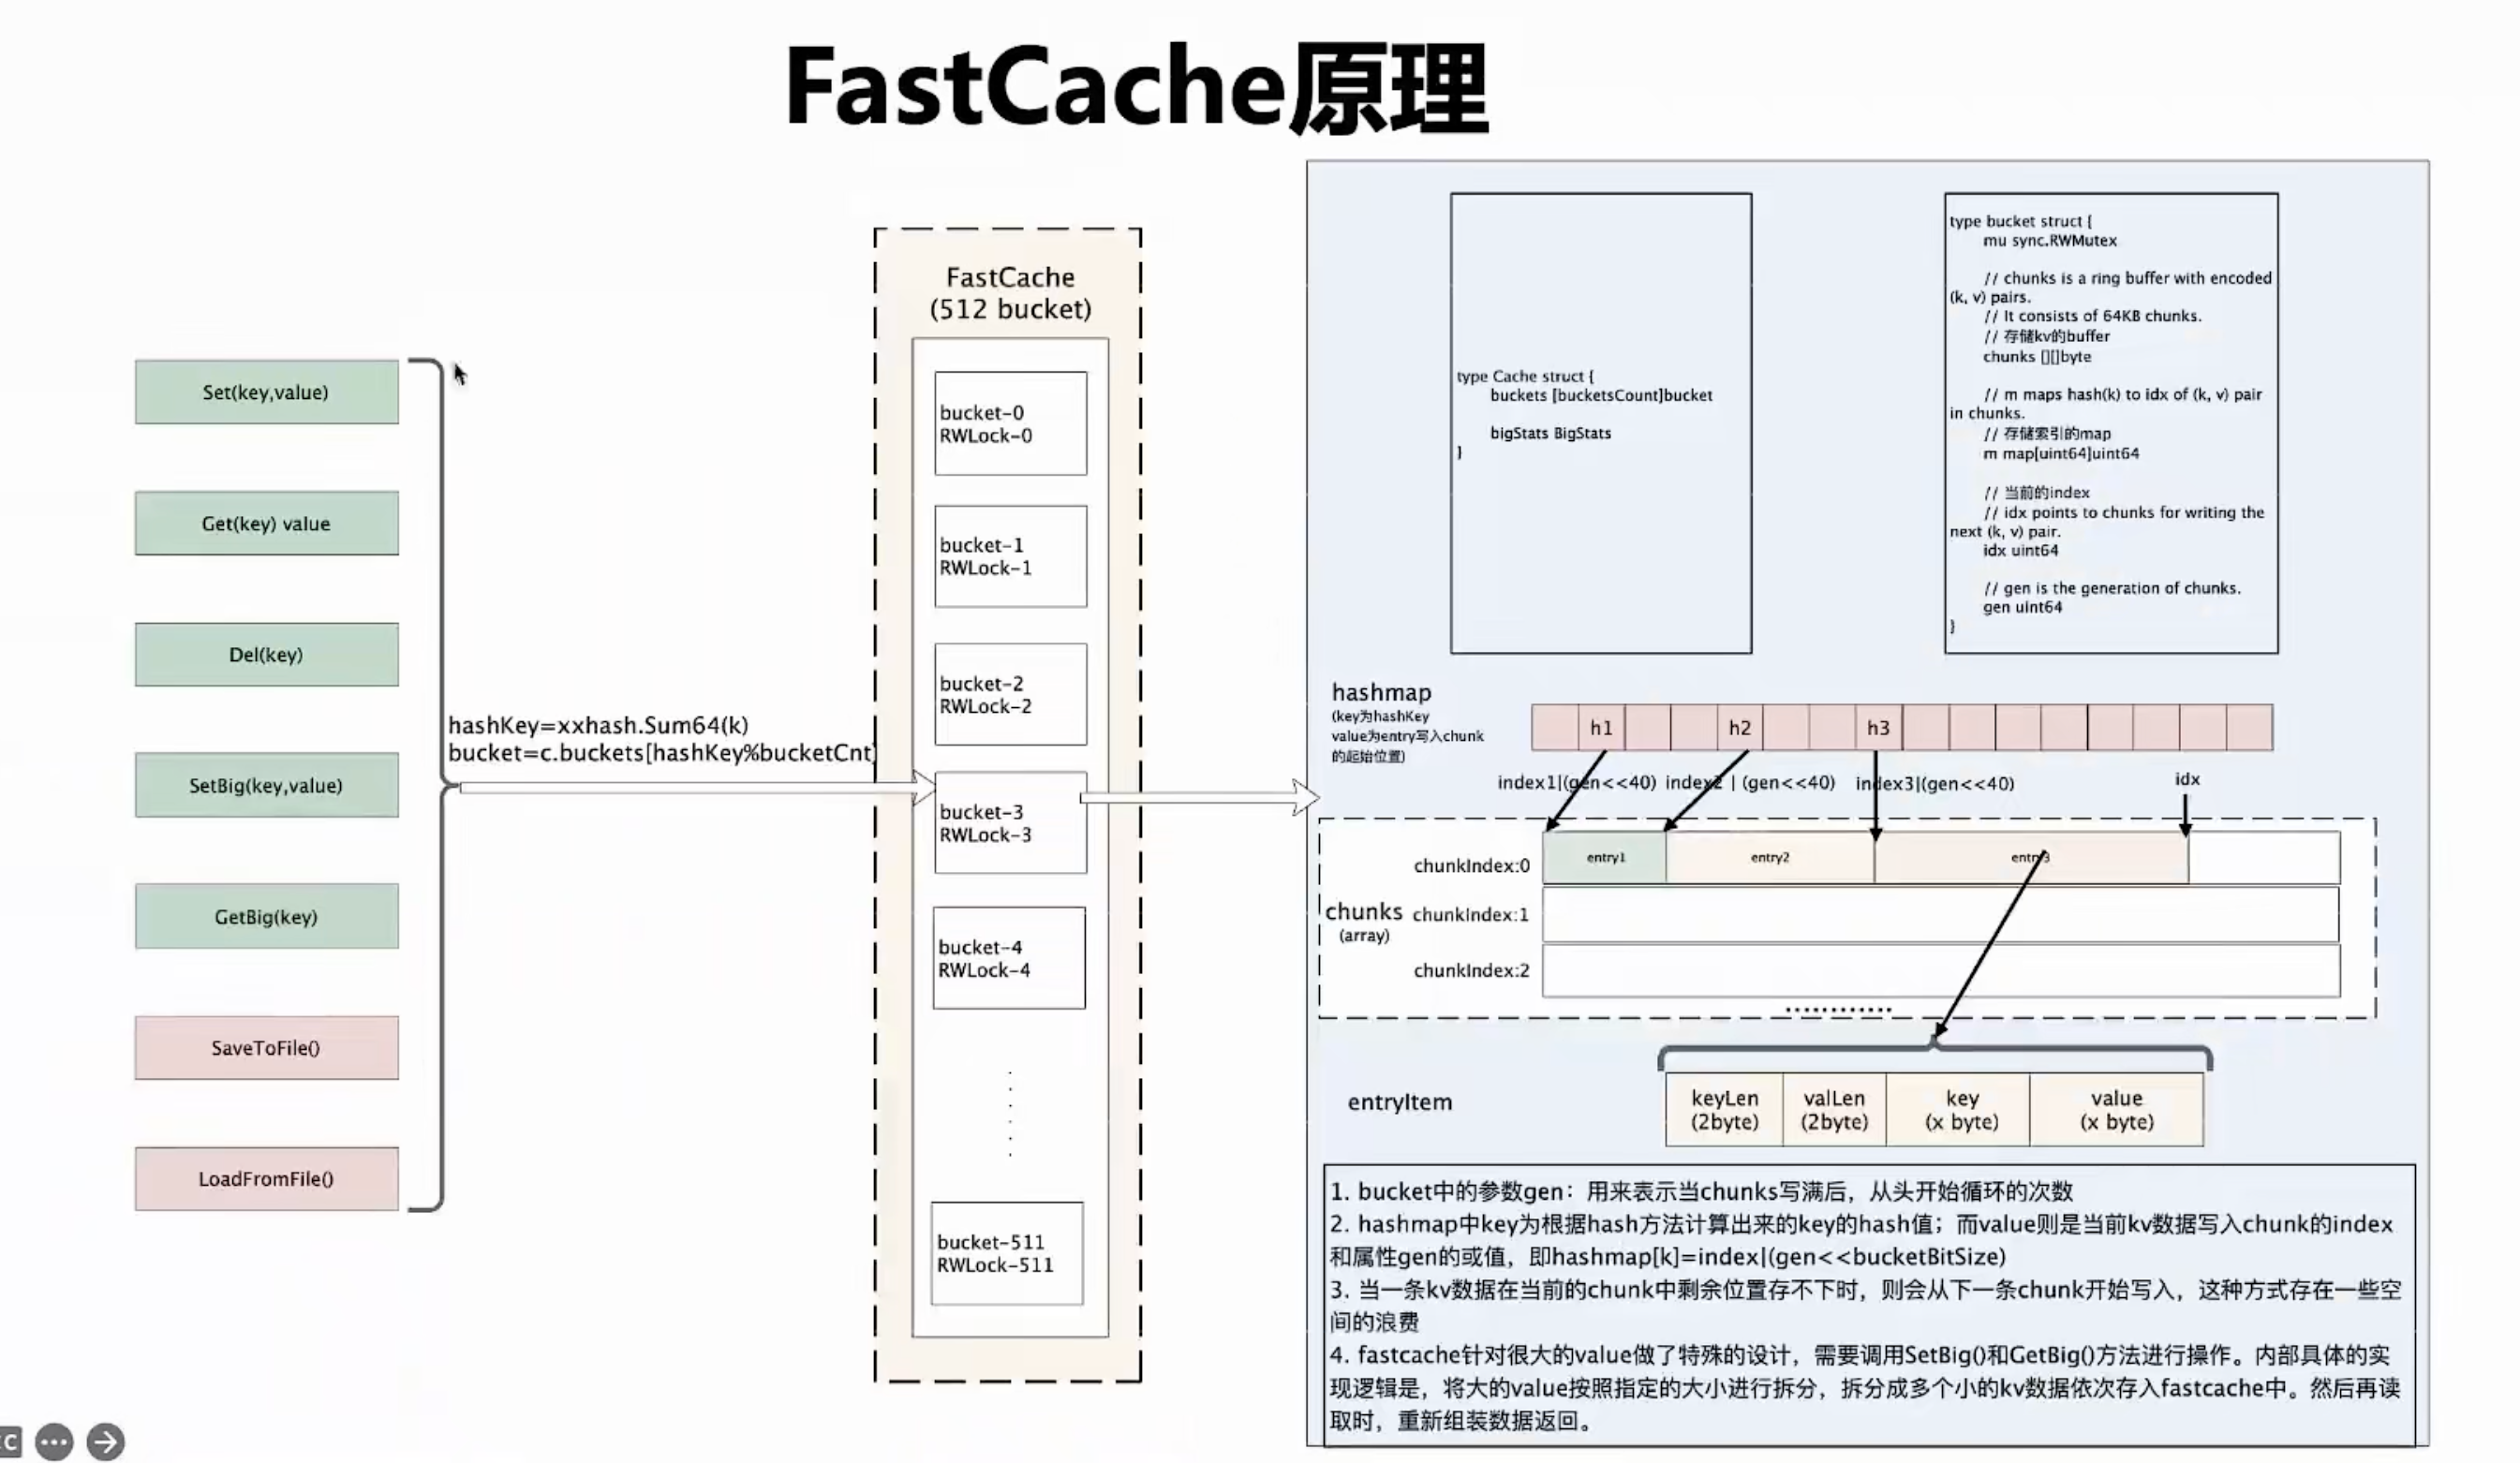 FastCache原理
Set(key,value)
Get(key) value
Del(key)
SetBig(key,value)
GetBig(key)
SaveToFile()
LoadFromFile()
hashKey=xxhash.Sum64(k)
bucket=c.buckets[hashKey%bucketCnt]
FastCache
(512 bucket)
bucket-0
RWLock-0
bucket-1
RWLock-1
bucket-2
RWLock-2
bucket-3
RWLock-3
bucket-4
RWLock-4
bucket-511
RWLock-511
type Cache struct {
buckets [bucketsCount]bucket
bigStats BigStats
}
type bucket struct {
mu sync.RWMutex
// chunks is a ring buffer with encoded
(k, v) pairs.
// It consists of 64KB chunks.
// 存储kv的buffer
chunks [][]byte
// m maps hash(k) to idx of (k, v) pair
in chunks.
// 存储索引的map
m map[uint64]uint64
// 当前的index
// idx points to chunks for writing the
next (k, v) pair.
idx uint64
// gen is the generation of chunks.
gen uint64
}
hashmap
(key为hashKey
value为entry写入chunk
的起始位置)
h1 h2 h3
index1|(gen<<40) index2 | (gen<<40) index3|(gen<<40) idx
chunkIndex:0 entry1 entry2 entry3
chunks
(array)
chunkIndex:1
chunkIndex:2
............
entryItem
keyLen
(2byte)
valLen
(2byte)
key
(x byte)
value
(x byte)
1. bucket中的参数gen：用来表示当chunks写满后，从头开始循环的次数
2. hashmap中key为根据hash方法计算出来的key的hash值；而value则是当前kv数据写入chunk的index
和属性gen的或值，即hashmap[k]=index|(gen<<bucketBitSize)
3. 当一条kv数据在当前的chunk中剩余位置存不下时，则会从下一条chunk开始写入，这种方式存在一些空
间的浪费
4. fastcache针对很大的value做了特殊的设计，需要调用SetBig()和GetBig()方法进行操作。内部具体的实
现逻辑是，将大的value按照指定的大小进行拆分，拆分成多个小的kv数据依次存入fastcache中。然后再读
取时，重新组装数据返回。